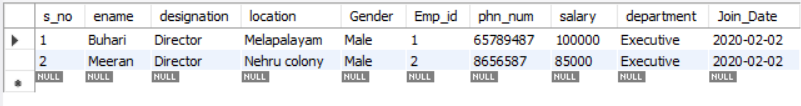 s_no ename designation location Gender Emp_id phn_num salary department Join_Date
1 Buhari Director Melapalayam Male 1 65789487 100000 Executive 2020-02-02
2 Meeran Director Nehru colony Male 2 8656587 85000 Executive 2020-02-02
NULL NULL NULL NULL NULL NULL NULL NULL NULL NULL